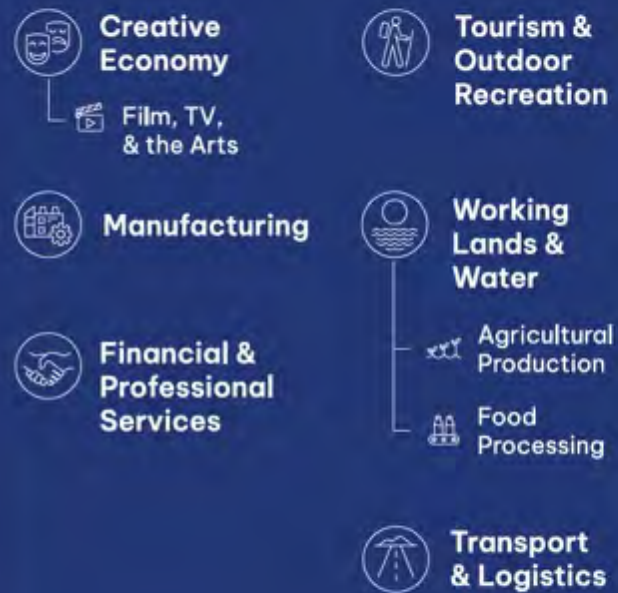 Creative
Economy
Film, TV,
& the Arts
Manufacturing
Financial &
Professional
Services
Tourism &
Outdoor
Recreation
Working
Lands &
Water
Agricultural
Production
Food
Processing
Transport
& Logistics